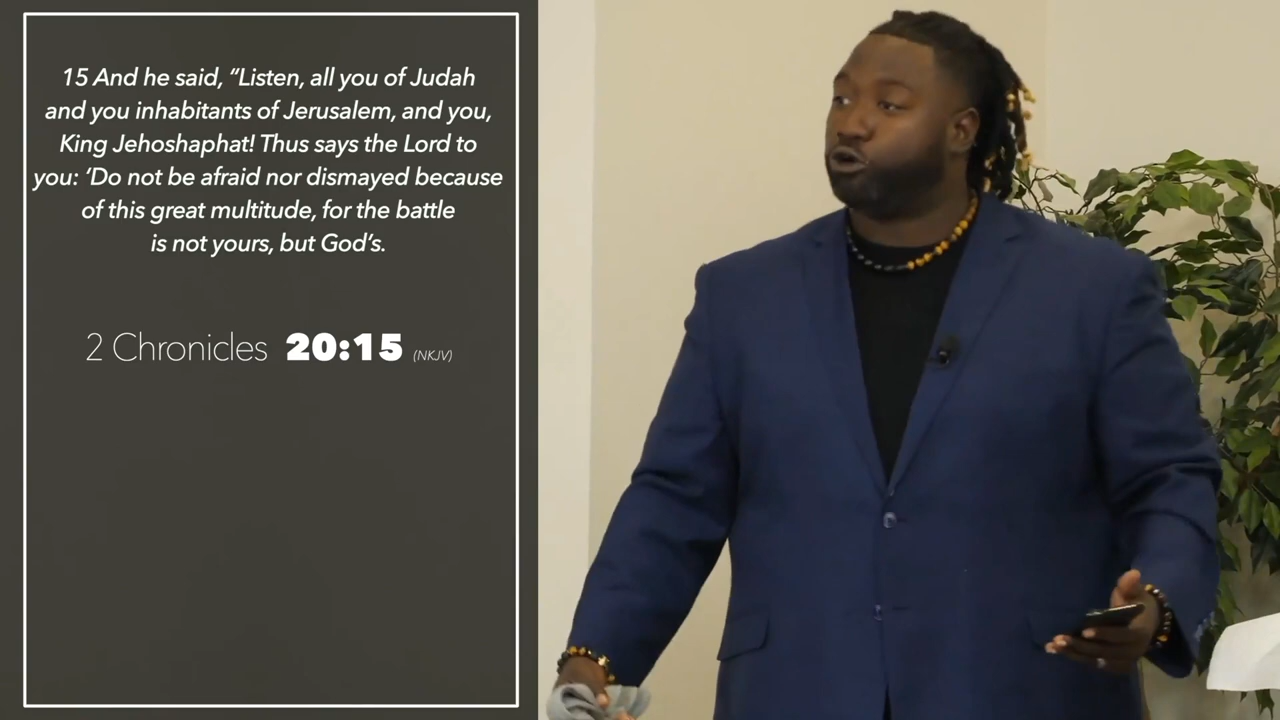 15 And he said, “Listen, all you of Judah
and you inhabitants of Jerusalem, and you,
King Jehoshaphat! Thus says the Lord to
you: ‘Do not be afraid nor dismayed because
of this great multitude, for the battle
is not yours, but God’s.
2 Chronicles 20:15 (NKJV)